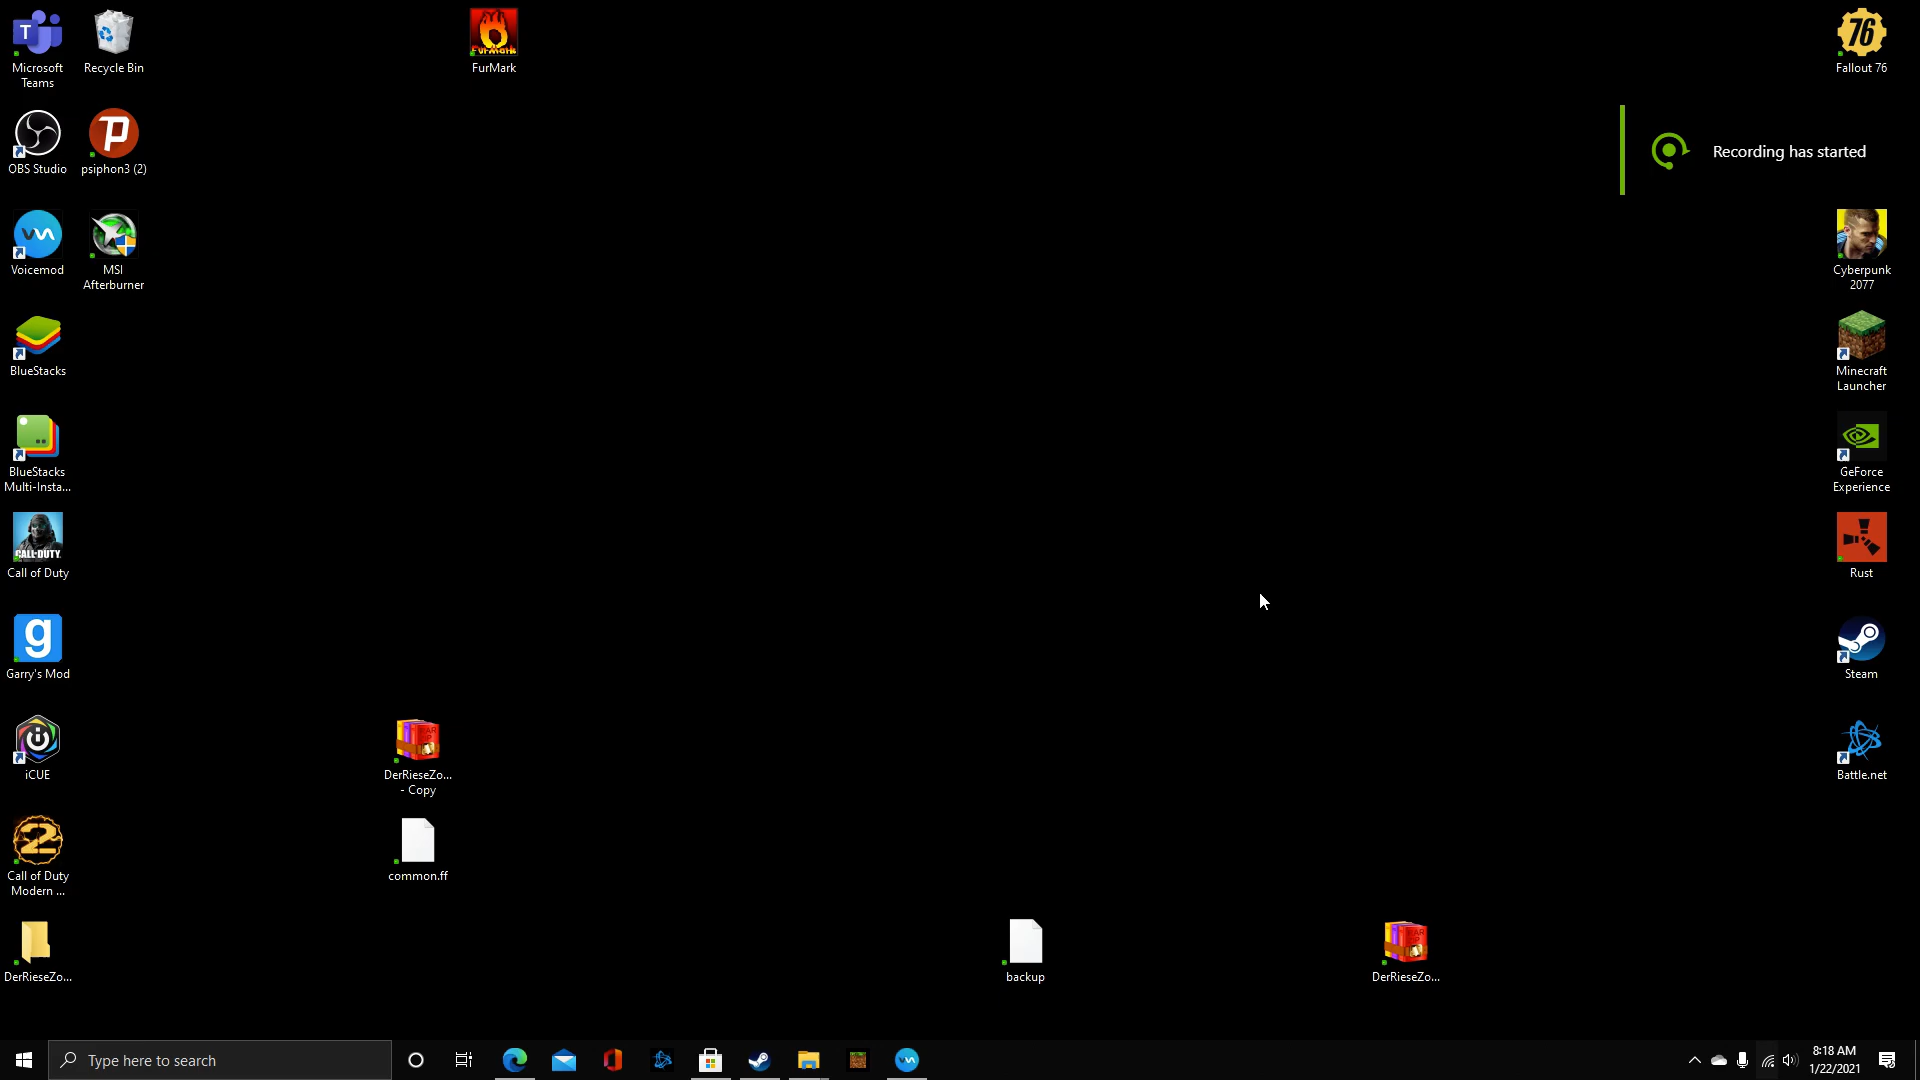 Microsoft
Teams
Recycle Bin
FurMark
Fallout 76
OBS Studio
psiphon3 (2)
Recording has started
Voicemod
MSI
Afterburner
Cyberpunk
2077
BlueStacks
Minecraft
Launcher
BlueStacks
Multi-Insta...
GeForce
Experience
CALL·DUTY
Call of Duty
Rust
Garry's Mod
Steam
iCUE
DerRieseZo...
- Copy
Battle.net
Call of Duty
Modern ...
common.ff
DerRieseZo...
backup
DerRieseZo...
Type here to search
8:18 AM
1/22/2021